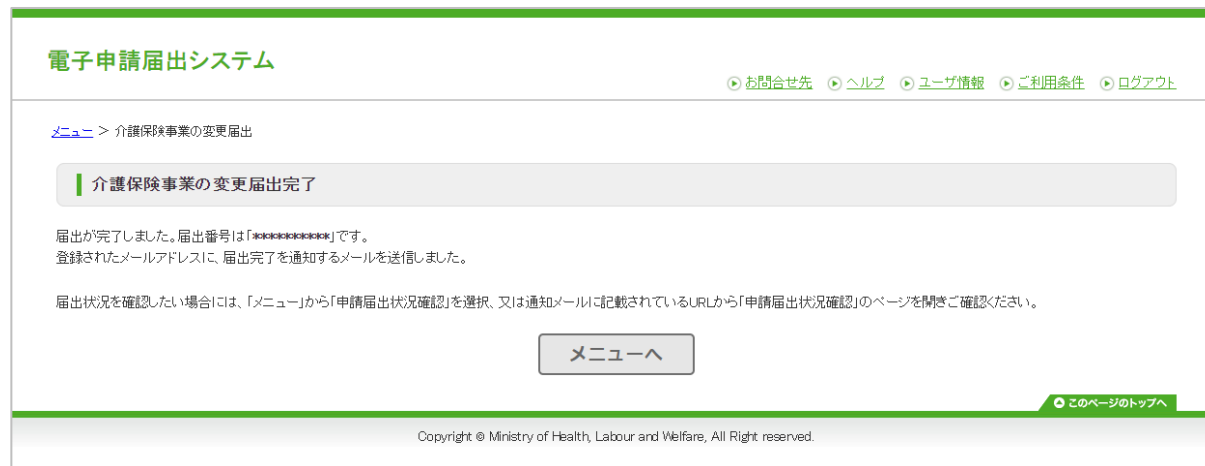 電子申請届出システム
お問合せ先 ヘルプ ユーザ情報 ご利用条件 ログアウト
メニュー > 介護保険事業の変更届出
介護保険事業の変更届出完了
届出が完了しました。届出番号は「**********」です。
登録されたメールアドレスに、届出完了を通知するメールを送信しました。
届出状況を確認したい場合には、「メニュー」から「申請届出状況確認」を選択、又は通知メールに記載されているURLから「申請届出状況確認」のページを開きご確認ください。
メニューへ
このページのトップへ
Copyright © Ministry of Health, Labour and Welfare, All Right reserved.